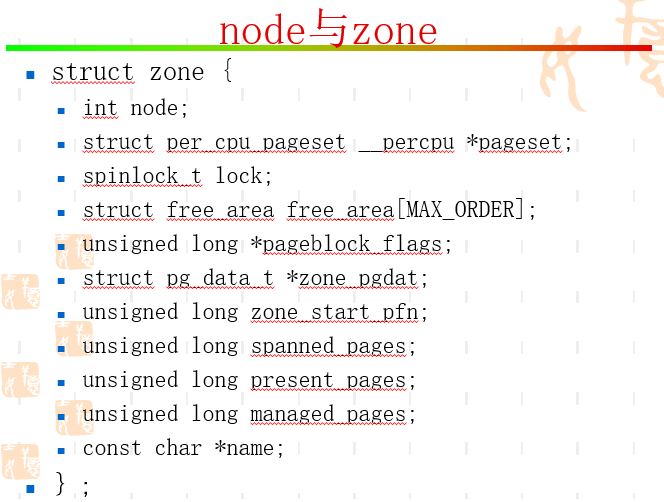 node与zone
struct zone {
int node;
struct per_cpu_pageset __percpu *pageset;
spinlock_t lock;
struct free_area free_area[MAX_ORDER];
unsigned long *pageblock_flags;
struct pg_data_t *zone_pgdat;
unsigned long zone_start_pfn;
unsigned long spanned_pages;
unsigned long present_pages;
unsigned long managed_pages;
const char *name;
} ;